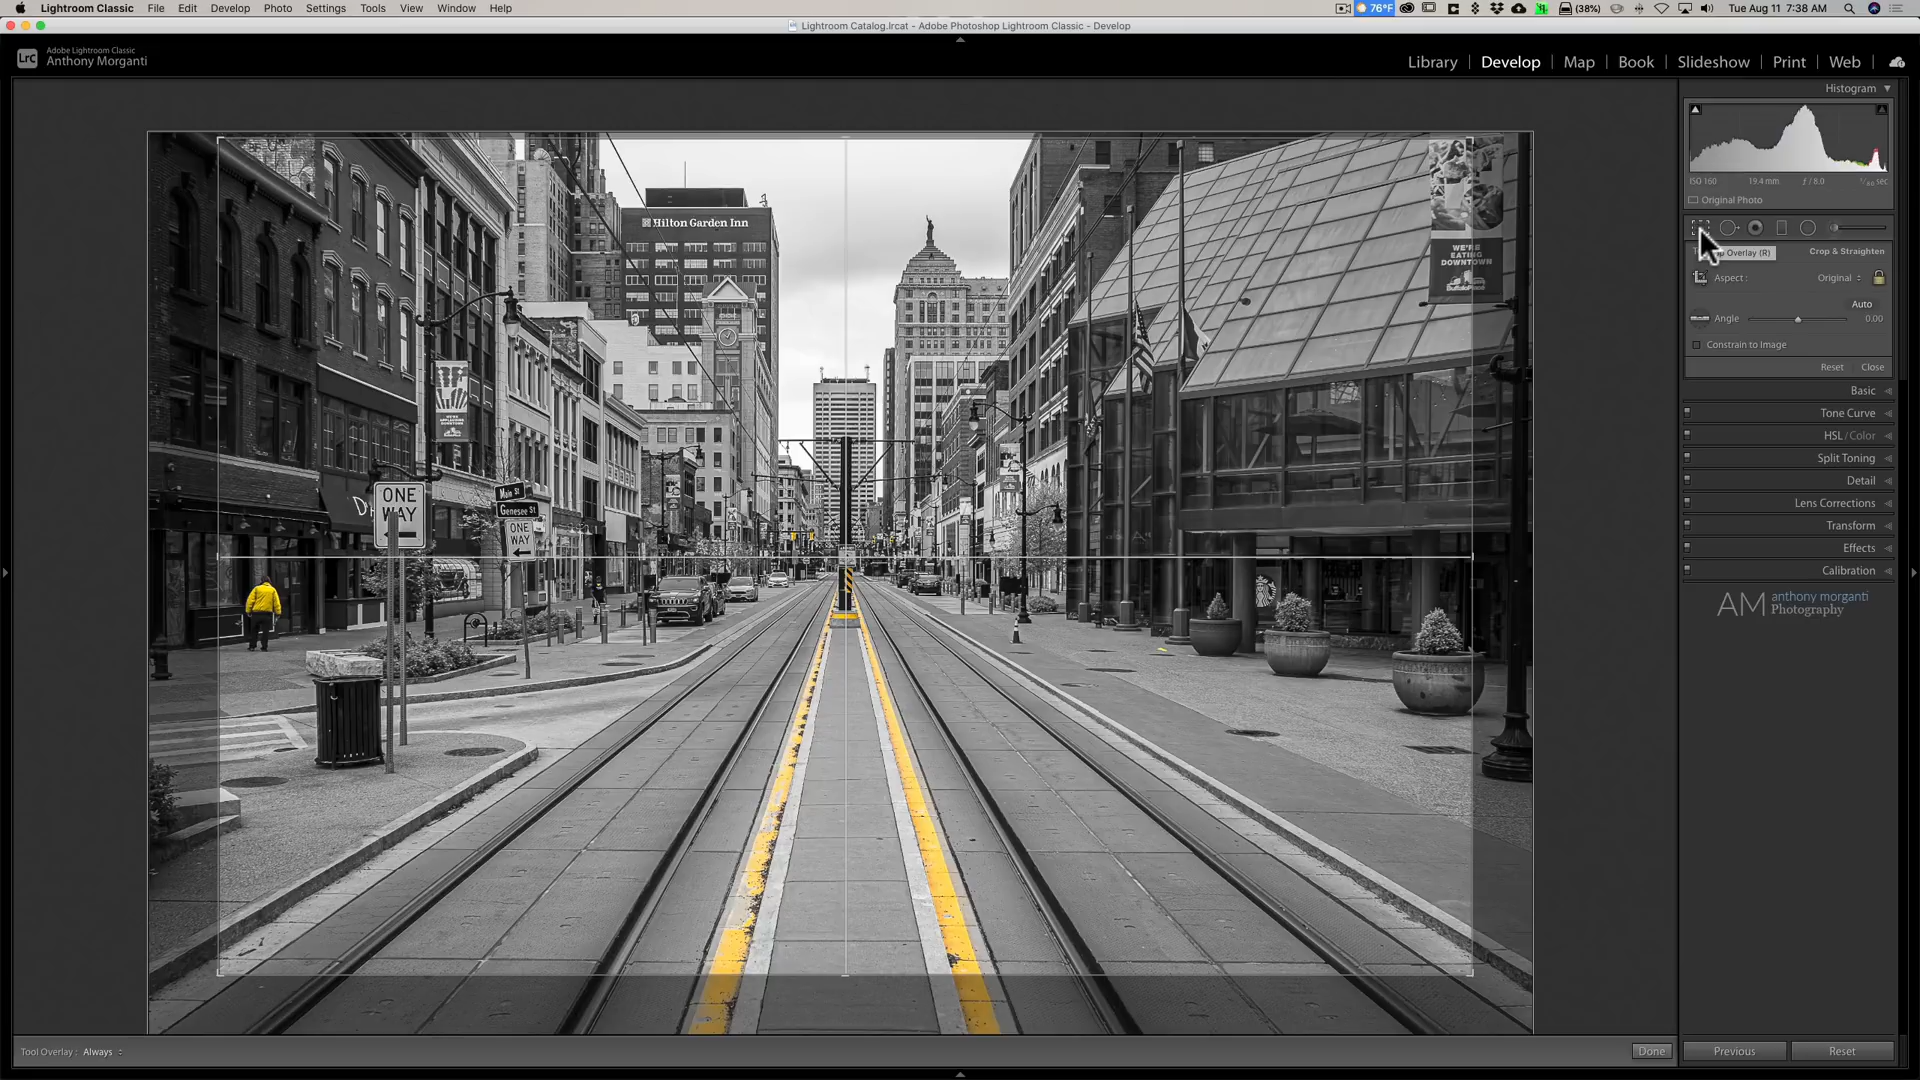 Lightroom Classic File Edit Develop Photo Settings Tools View Window Help
76°F (38%) Tue Aug 11 7:38 AM
Lightroom Catalog.lrcat - Adobe Photoshop Lightroom Classic - Develop
LrC
Adobe Lightroom Classic
Anthony Morganti
Library | Develop | Map | Book | Slideshow | Print | Web
Histogram
ISO 160 19.4 mm ƒ / 8.0 sec
Original Photo
Overlay (R)
Crop & Straighten
Aspect : Original
Auto
Angle 0.00
Constrain to Image
Reset Close
Basic
Tone Curve
HSL / Color
Split Toning
Detail
Lens Corrections
Transform
Effects
Calibration
AM anthony morganti
Photography
Hilton Garden Inn
WE'RE
EATING
DOWNTOWN
BuffaloPlace
ONE
WAY
Main St
Genesee St
ONE
WAY
Tool Overlay : Always
Done
Previous Reset